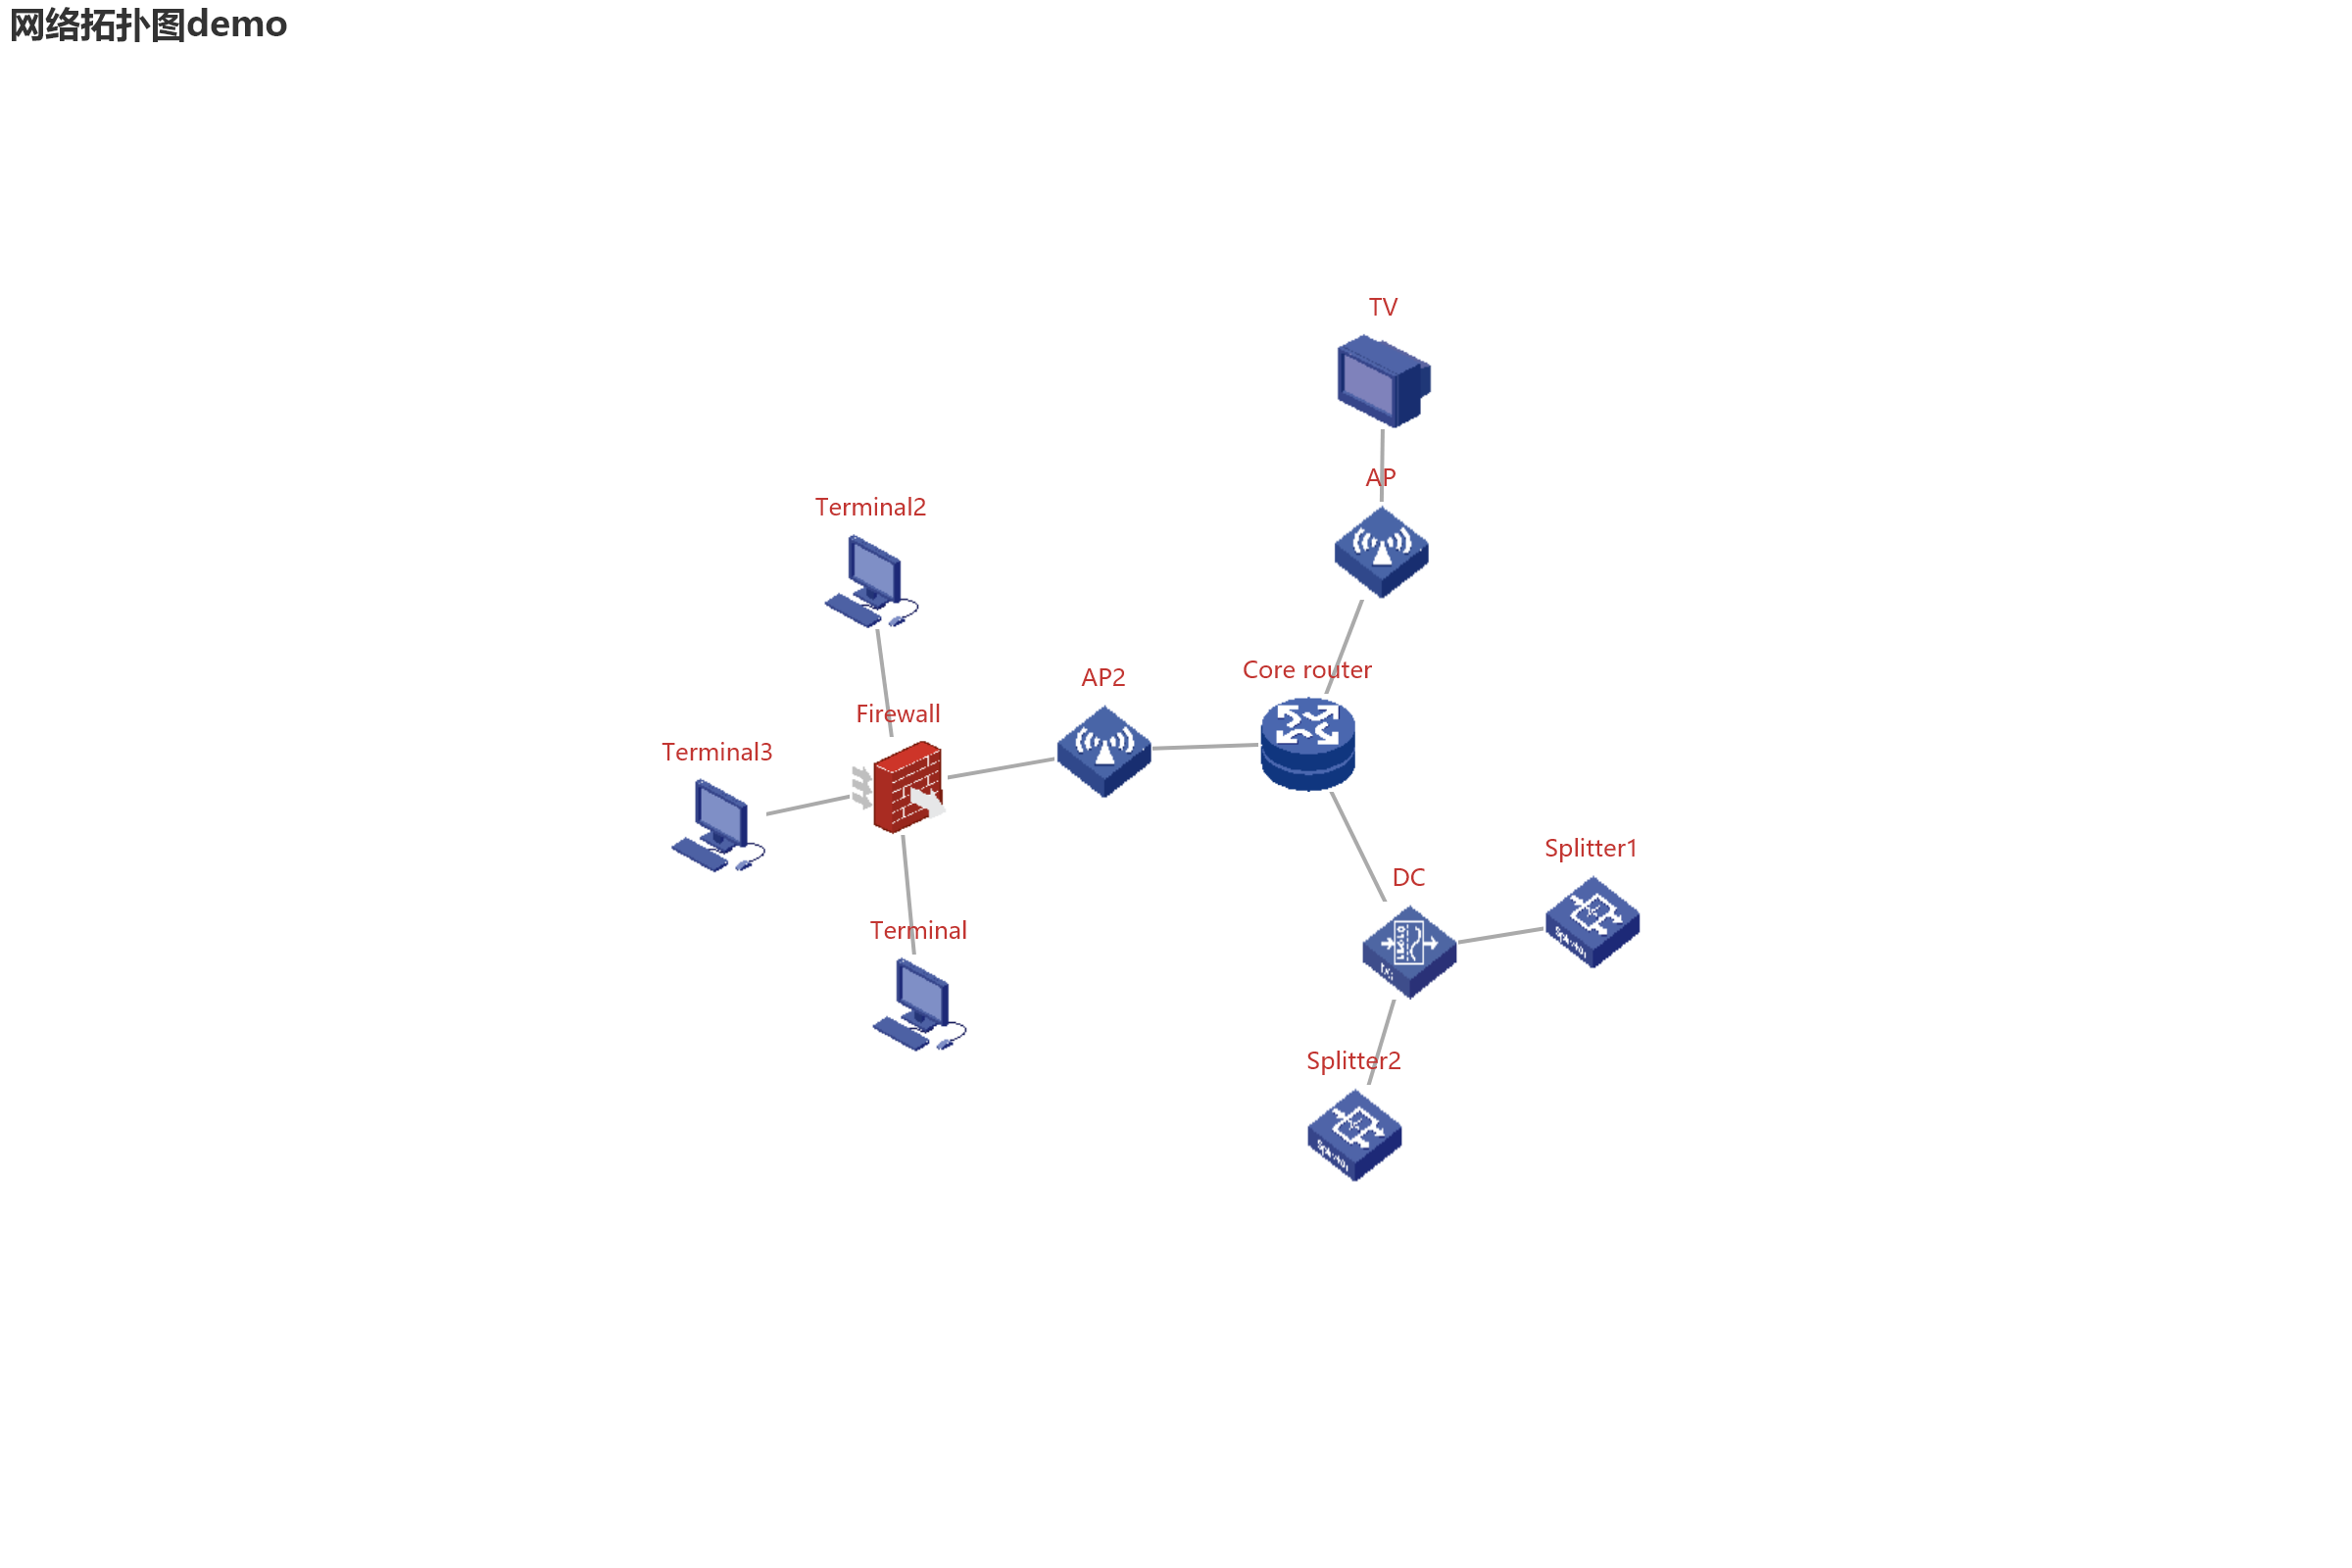 网络拓扑图demo
TV
AP
Terminal2
Core router
AP2
Firewall
Terminal3
Splitter1
DC
Terminal
Splitter2